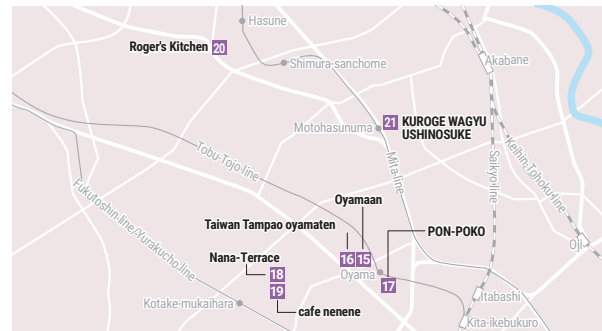 Hasune
Roger's Kitchen 20
Shimura-sanchome
Akabane
21 KUROGE WAGYU
USHINOSUKE
Motohasunuma
Tobu-Tojo-line
Mita-line
Saikyo-line
Keihin-Tohoku-line
Fukutoshin-line・Yurakucho-line
Oyamaan
Taiwan Tampao oyamaten
PON-POKO
Oji
16 15
Nana-Terrace
18
Oyama
17
19
Itabashi
Kotake-mukaihara
cafe nenene
Kita-ikebukuro